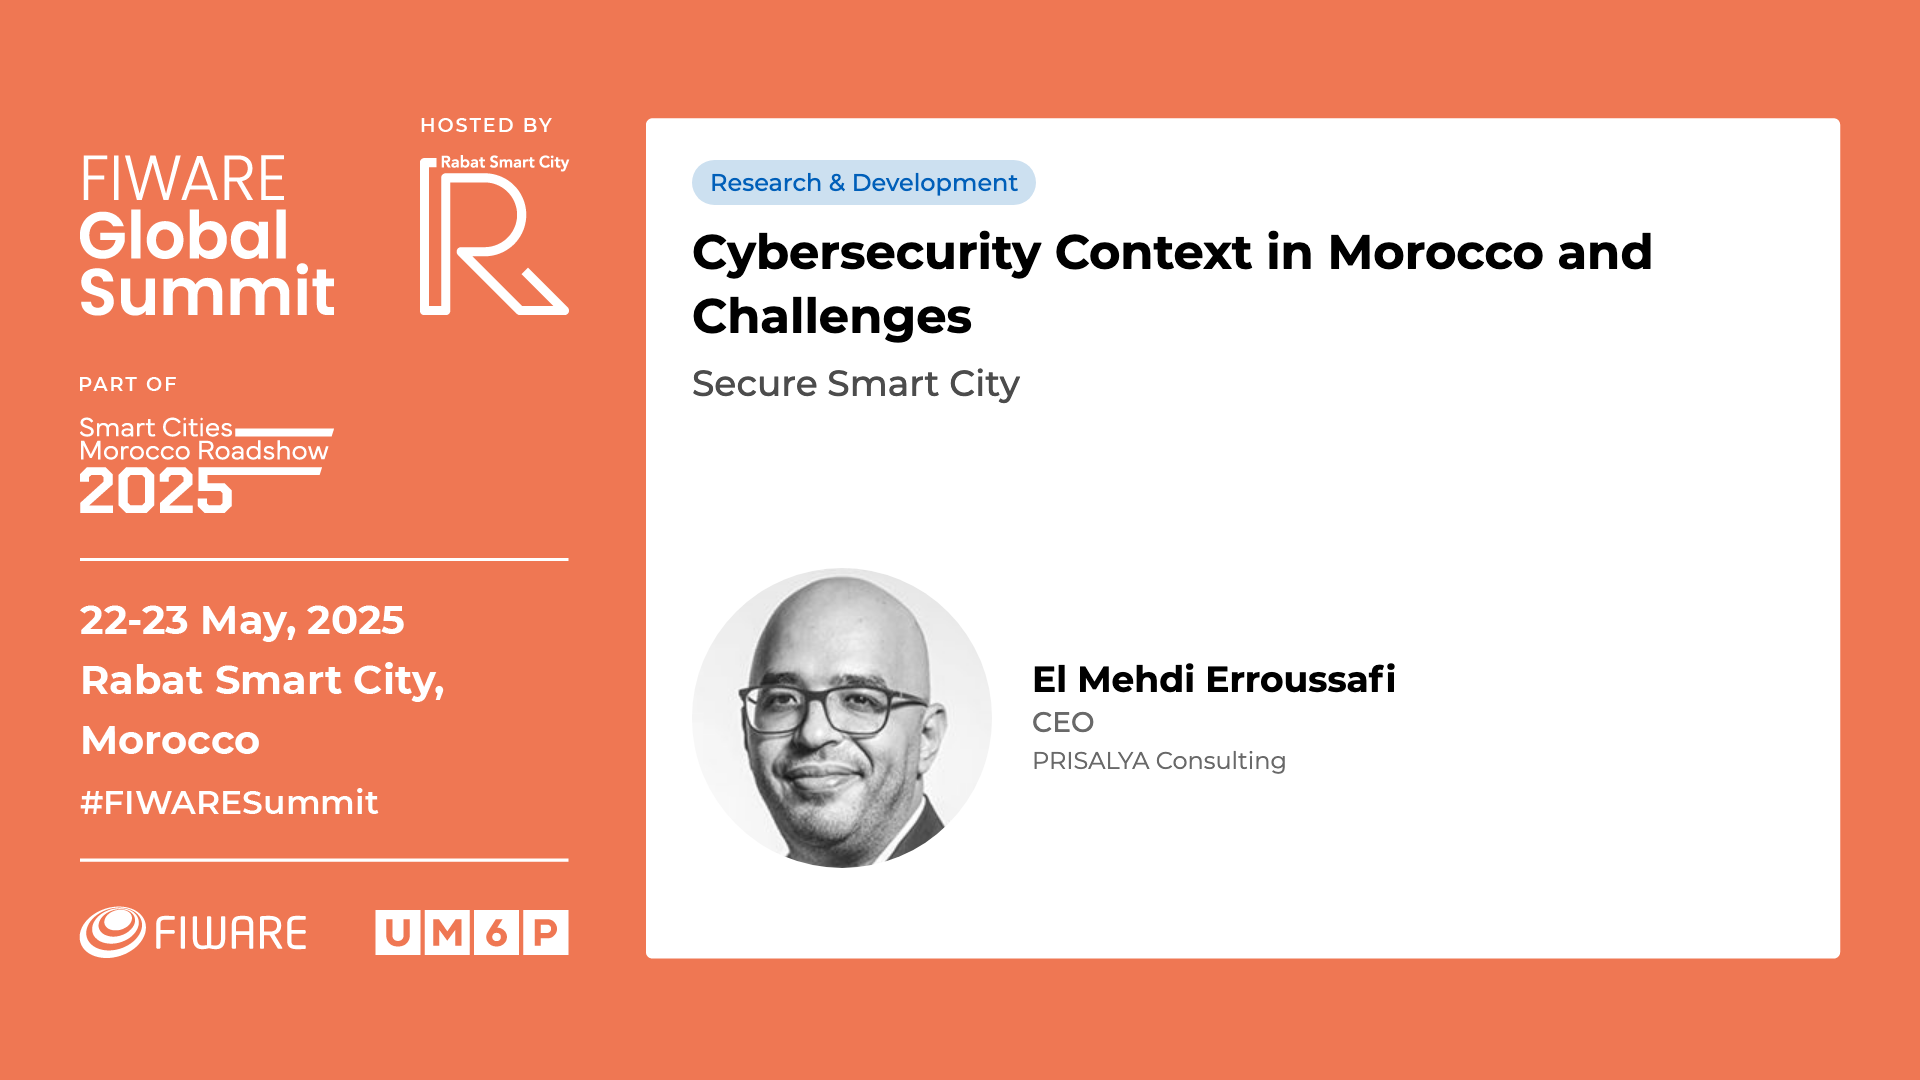 FIWARE
Global
Summit
HOSTED BY
Rabat Smart City
R
PART OF
Smart Cities
Morocco Roadshow
2025
22-23 May, 2025
Rabat Smart City,
Morocco
#FIWARESummit
FIWARE
UM6P
Research & Development
Cybersecurity Context in Morocco and
Challenges
Secure Smart City
El Mehdi Erroussafi
CEO
PRISALYA Consulting